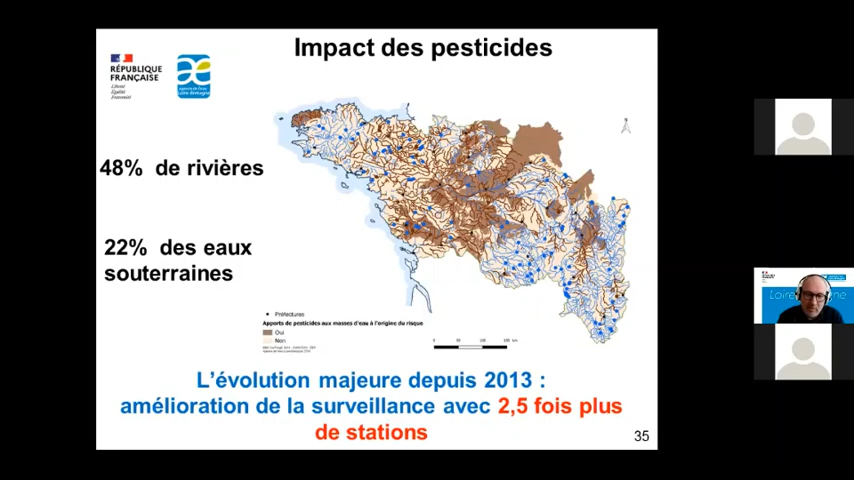 Impact des pesticides
RÉPUBLIQUE
FRANÇAISE
Liberté
Égalité
Fraternité
48% de rivières
22% des eaux
souterraines
Préfectures
Apports de pesticides aux masses d'eau à l'origine du risque
Oui
Non
L'évolution majeure depuis 2013 :
amélioration de la surveillance avec 2,5 fois plus
de stations
35